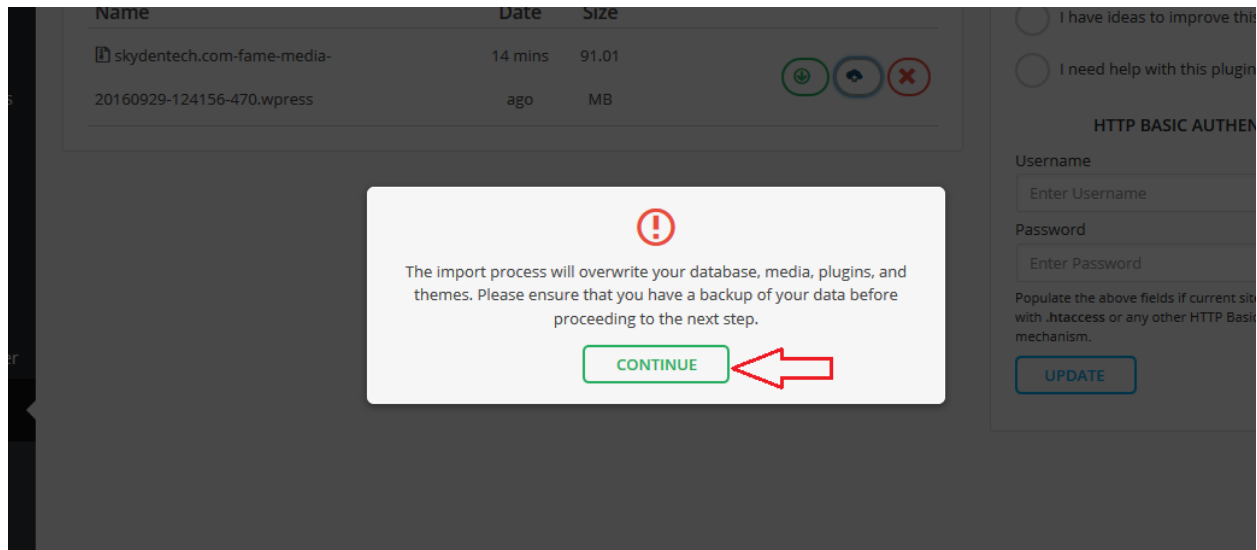 Name Date Size
skydentech.com-fame-media- 14 mins 91.01
20160929-124156-470.wpress ago MB
The import process will overwrite your database, media, plugins, and
themes. Please ensure that you have a backup of your data before
proceeding to the next step.
CONTINUE
I have ideas to improve this
I need help with this plugin
HTTP BASIC AUTHEN
Username
Enter Username
Password
Enter Password
Populate the above fields if current site
with .htaccess or any other HTTP Basic
mechanism.
UPDATE